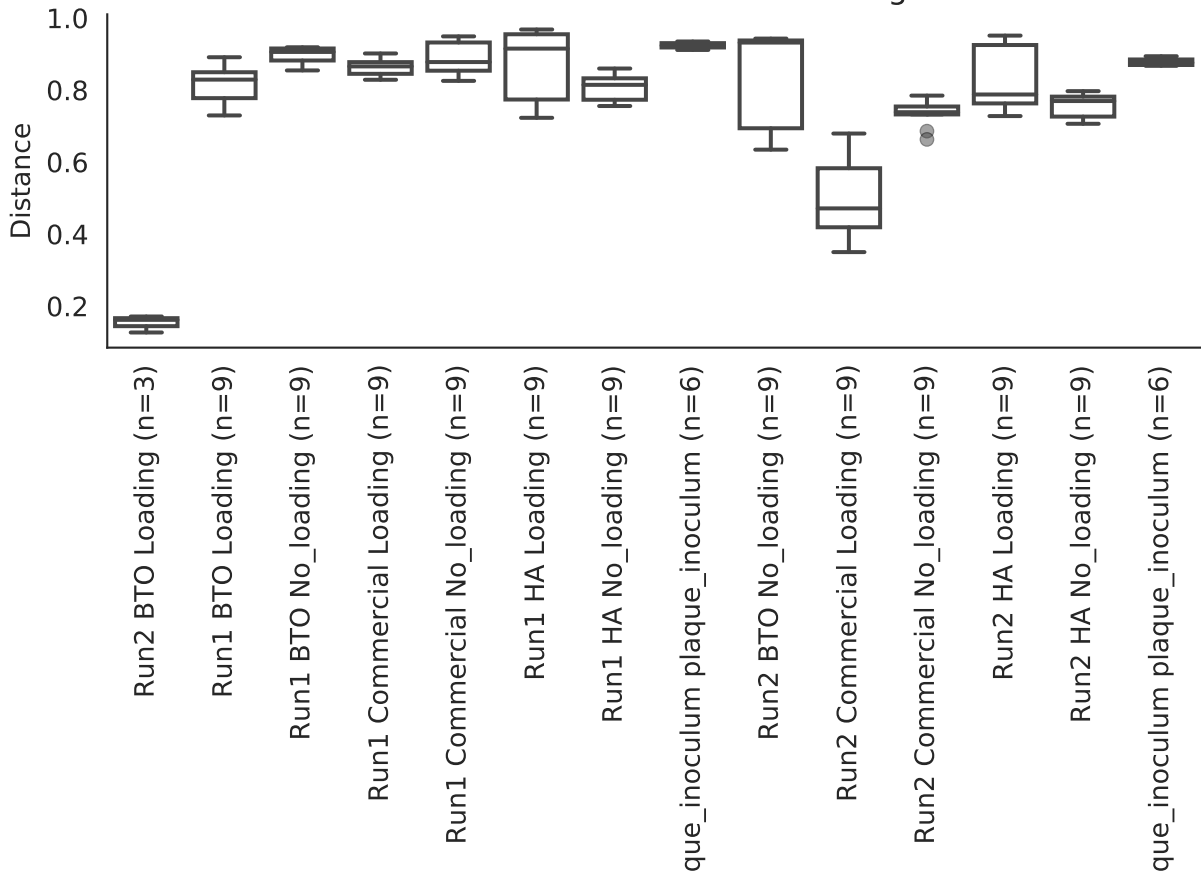 1.0
0.8
0.6
0.4
0.2
Distance
Run2 BTO Loading (n=3)
Run1 BTO Loading (n=9)
Run1 BTO No_loading (n=9)
Run1 Commercial Loading (n=9)
Run1 Commercial No_loading (n=9)
Run1 HA Loading (n=9)
Run1 HA No_loading (n=9)
que_inoculum plaque_inoculum (n=6)
Run2 BTO No_loading (n=9)
Run2 Commercial Loading (n=9)
Run2 Commercial No_loading (n=9)
Run2 HA Loading (n=9)
Run2 HA No_loading (n=9)
que_inoculum plaque_inoculum (n=6)